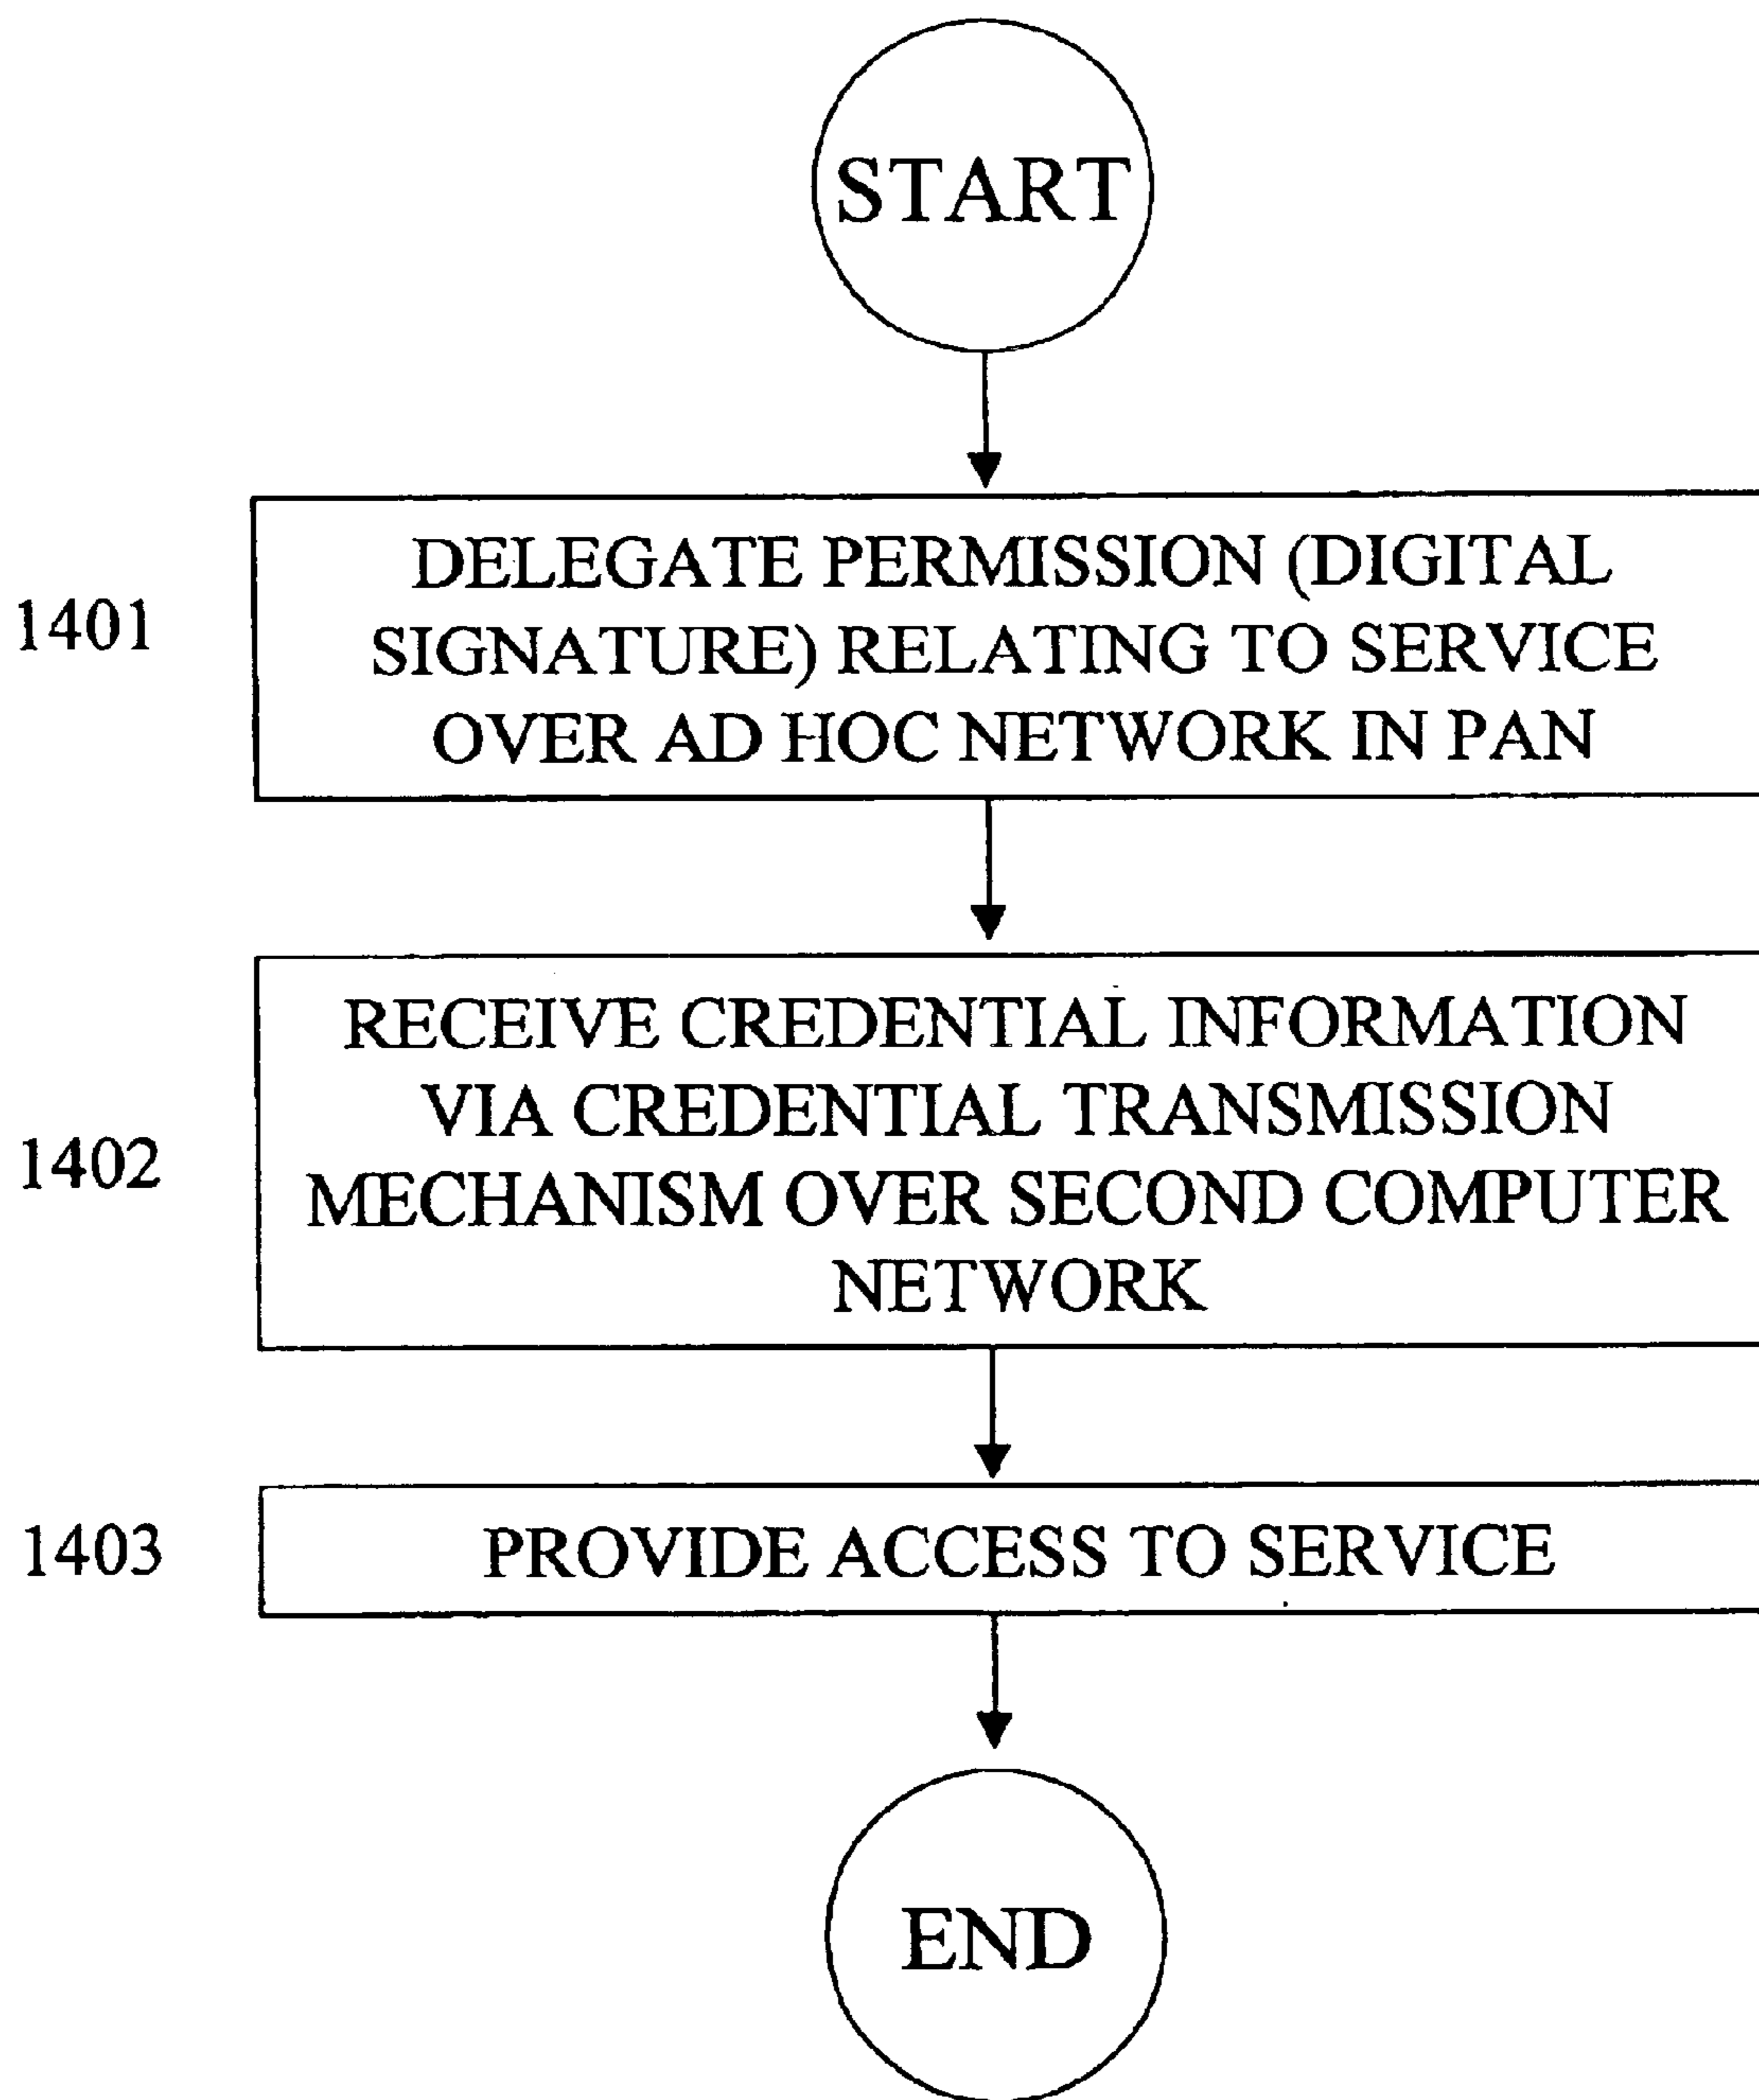 START
1401
DELEGATE PERMISSION (DIGITAL
SIGNATURE) RELATING TO SERVICE
OVER AD HOC NETWORK IN PAN
1402
RECEIVE CREDENTIAL INFORMATION
VIA CREDENTIAL TRANSMISSION
MECHANISM OVER SECOND COMPUTER
NETWORK
1403
PROVIDE ACCESS TO SERVICE
END